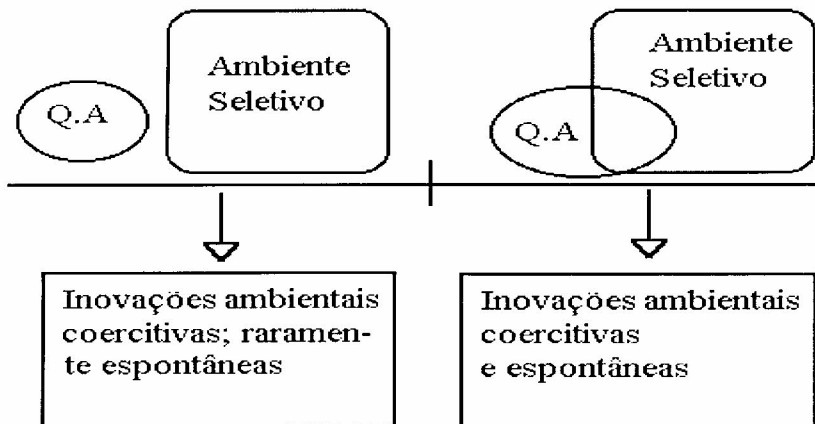 Q.A
Ambiente
Seletivo
Q.A
Ambiente
Seletivo
Inovações ambientais
coercitivas; raramen-
te espontâneas
Inovações ambientais
coercitivas
e espontâneas